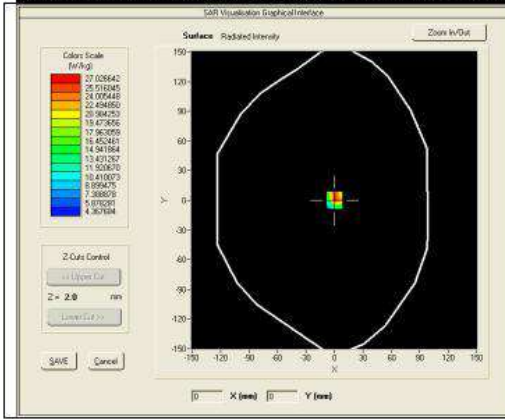 SAR Visualisation Graphical Interface
Surface Radiated Intensity
Zoom In/Out
Colors Scale
(W/kg)
27.026642
25.516045
24.005448
22.494850
20.984253
19.473656
17.963059
16.452461
14.941864
13.431267
11.920670
10.410073
8.899475
7.388878
5.878281
4.367684
150
120
90
60
30
0
-30
-60
-90
-120
-150
Y
-150 -120 -90 -60 -30 0 30 60 90 120 150
X
Z-Cuts Control
<< Upper Cut
Z = 2.0 mm
Lower Cut >>
SAVE Cancel
0 X (mm) 0 Y (mm)